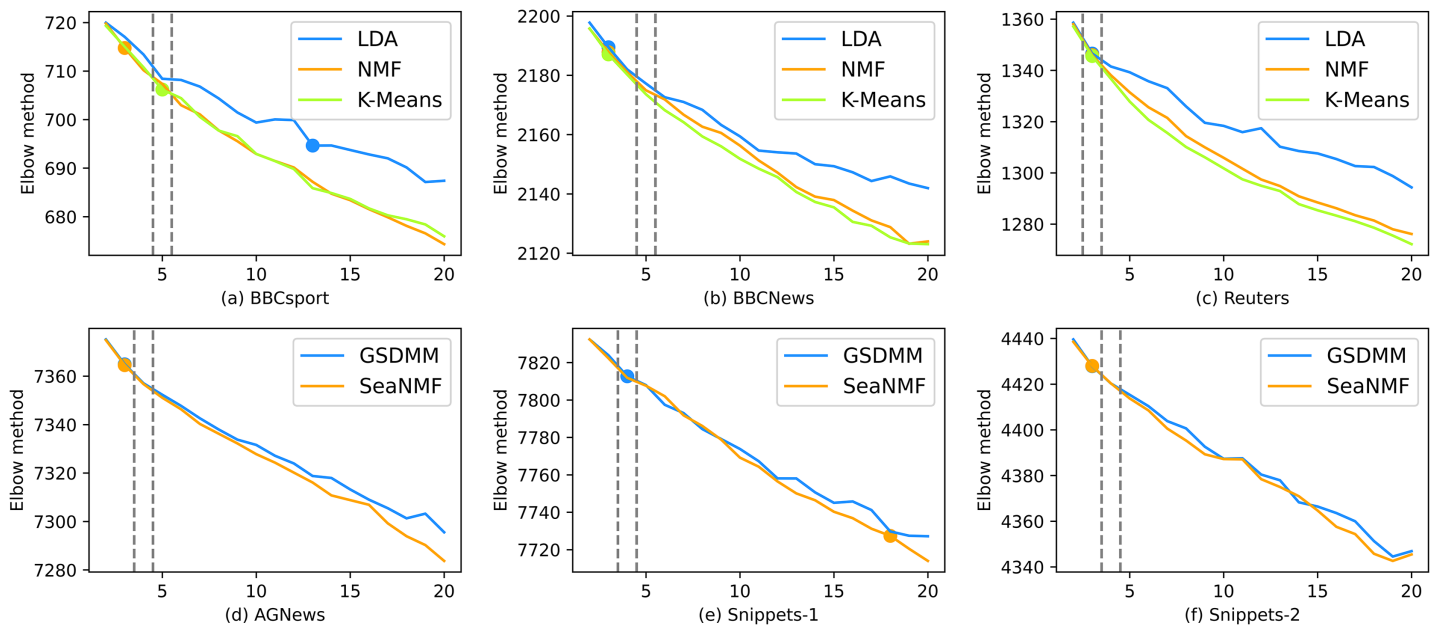 720
710
700
690
680
Elbow method
LDA
NMF
K-Means
5
10
15
20
(a) BBCsport
2200
2180
2160
2140
2120
Elbow method
LDA
NMF
K-Means
5
10
15
20
(b) BBCNews
1360
1340
1320
1300
1280
Elbow method
LDA
NMF
K-Means
5
10
15
20
(c) Reuters
7360
7340
7320
7300
7280
Elbow method
GSDMM
SeaNMF
5
10
15
20
(d) AGNews
7820
7800
7780
7760
7740
7720
Elbow method
GSDMM
SeaNMF
5
10
15
20
(e) Snippets-1
4440
4420
4400
4380
4360
4340
Elbow method
GSDMM
SeaNMF
5
10
15
20
(f) Snippets-2